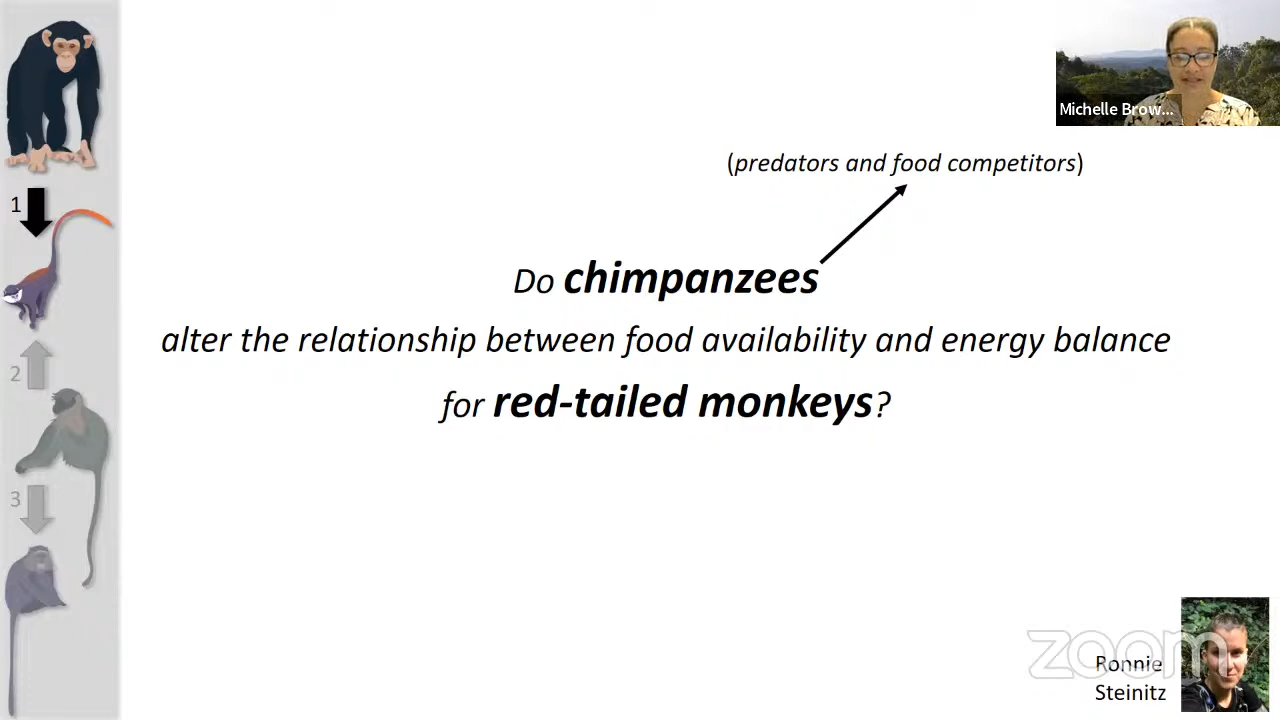 Michelle Brow...
(predators and food competitors)
1
Do chimpanzees
alter the relationship between food availability and energy balance
2
for red-tailed monkeys?
3
zoom
Ronnie
Steinitz